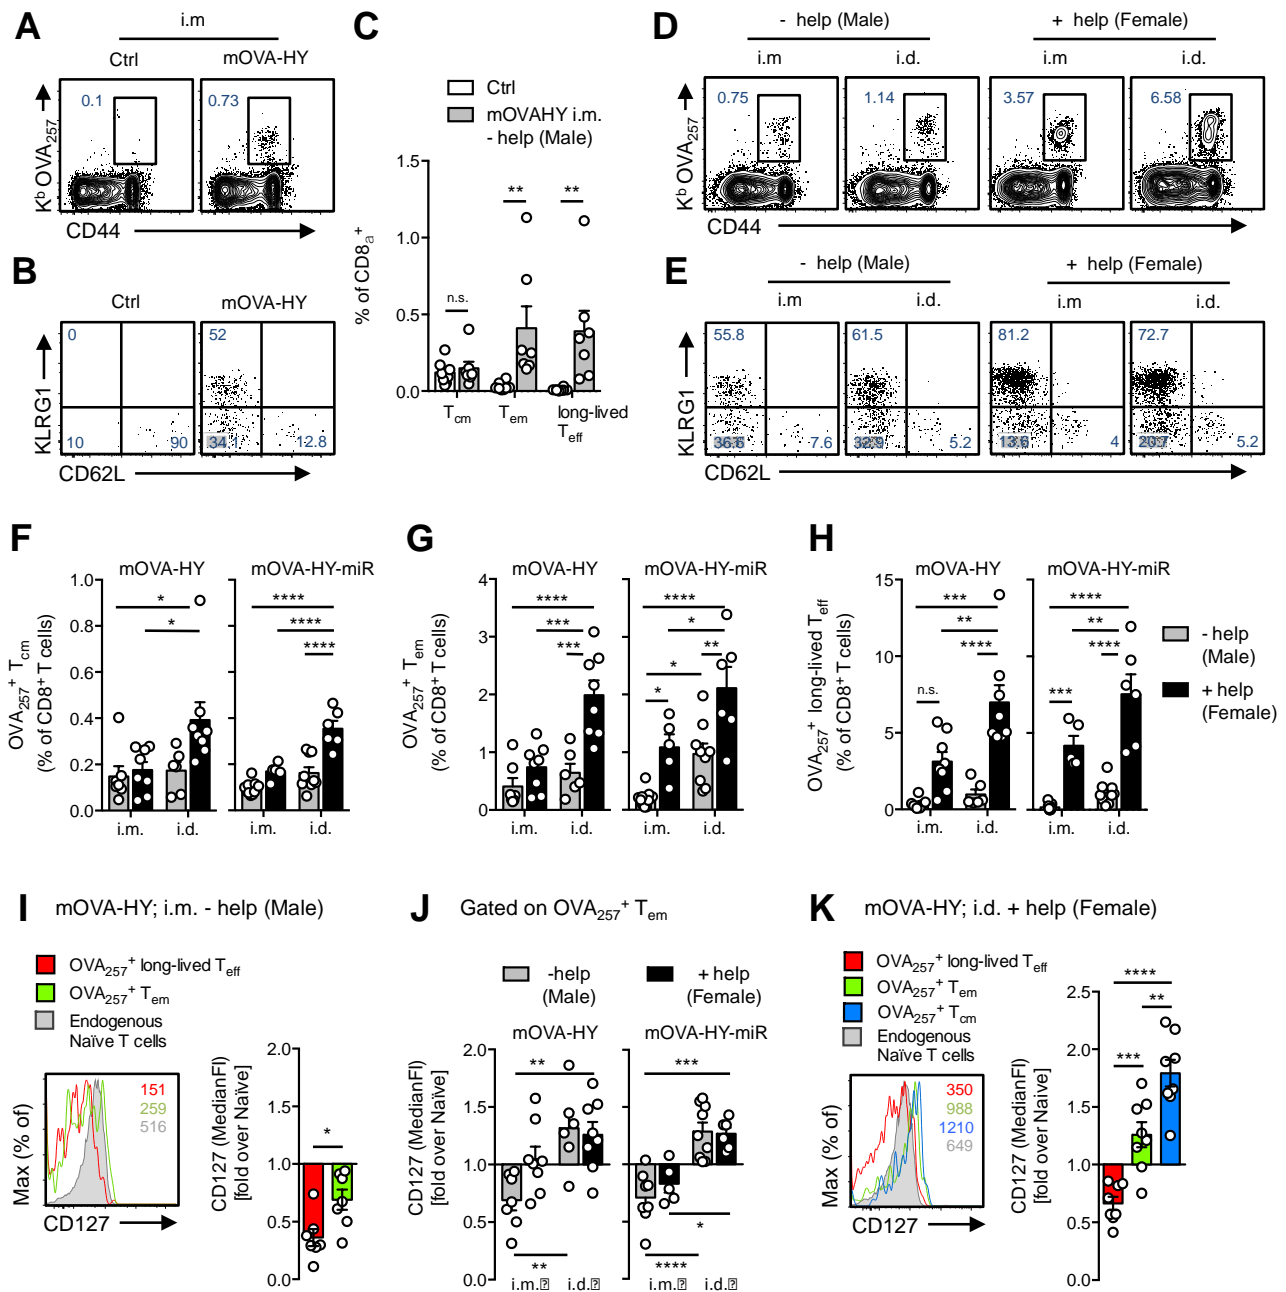 A
i.m
Ctrl
mOVA-HY
0.1
0.73
Kb OVA257
CD44
B
Ctrl
mOVA-HY
0
52
10
90
34.1
12.8
KLRG1
CD62L
C
Ctrl
mOVAHY i.m.
- help (Male)
% of CD8a+
1.5
1.0
0.5
0.0
n.s.
**
**
Tcm
Tem
long-lived
Teff
D
- help (Male)
+ help (Female)
i.m
i.d.
i.m
i.d.
0.75
1.14
3.57
6.58
Kb OVA257
CD44
E
- help (Male)
+ help (Female)
i.m
i.d.
i.m
i.d.
55.8
61.5
81.2
72.7
36.6
7.6
32.9
5.2
13.8
4
20.7
5.2
KLRG1
CD62L
F
mOVA-HY
mOVA-HY-miR
OVA257+ Tcm
(% of CD8+ T cells)
1.0
0.8
0.6
0.4
0.2
0.0
*
*
****
****
****
i.m.
i.d.
i.m.
i.d.
G
mOVA-HY
mOVA-HY-miR
OVA257+ Tem
(% of CD8+ T cells)
4
3
2
1
0
****
***
***
****
*
**
*
*
i.m.
i.d.
i.m.
i.d.
H
mOVA-HY
mOVA-HY-miR
OVA257+ long-lived Teff
(% of CD8+ T cells)
15
10
5
0
***
**
****
n.s.
****
**
****
***
i.m.
i.d.
i.m.
i.d.
- help
(Male)
+ help
(Female)
I
mOVA-HY; i.m. - help (Male)
OVA257+ long-lived Teff
OVA257+ Tem
Endogenous
Naïve T cells
151
259
516
Max (% of)
CD127
CD127 (MedianFI)
[fold over Naïve]
2.0
1.5
1.0
0.5
0.0
*
J
Gated on OVA257+ Tem
-help
(Male)
+ help
(Female)
mOVA-HY
mOVA-HY-miR
CD127 (MedianFI)
[fold over Naïve]
2.0
1.5
1.0
0.5
0.0
**
**
***
*
****
i.m.
i.d.
i.m.
i.d.
K
mOVA-HY; i.d. + help (Female)
OVA257+ long-lived Teff
OVA257+ Tem
OVA257+ Tcm
Endogenous
Naïve T cells
350
988
1210
649
Max (% of)
CD127
CD127 (MedianFI)
[fold over Naïve]
2.5
2.0
1.5
1.0
0.5
0.0
****
**
***